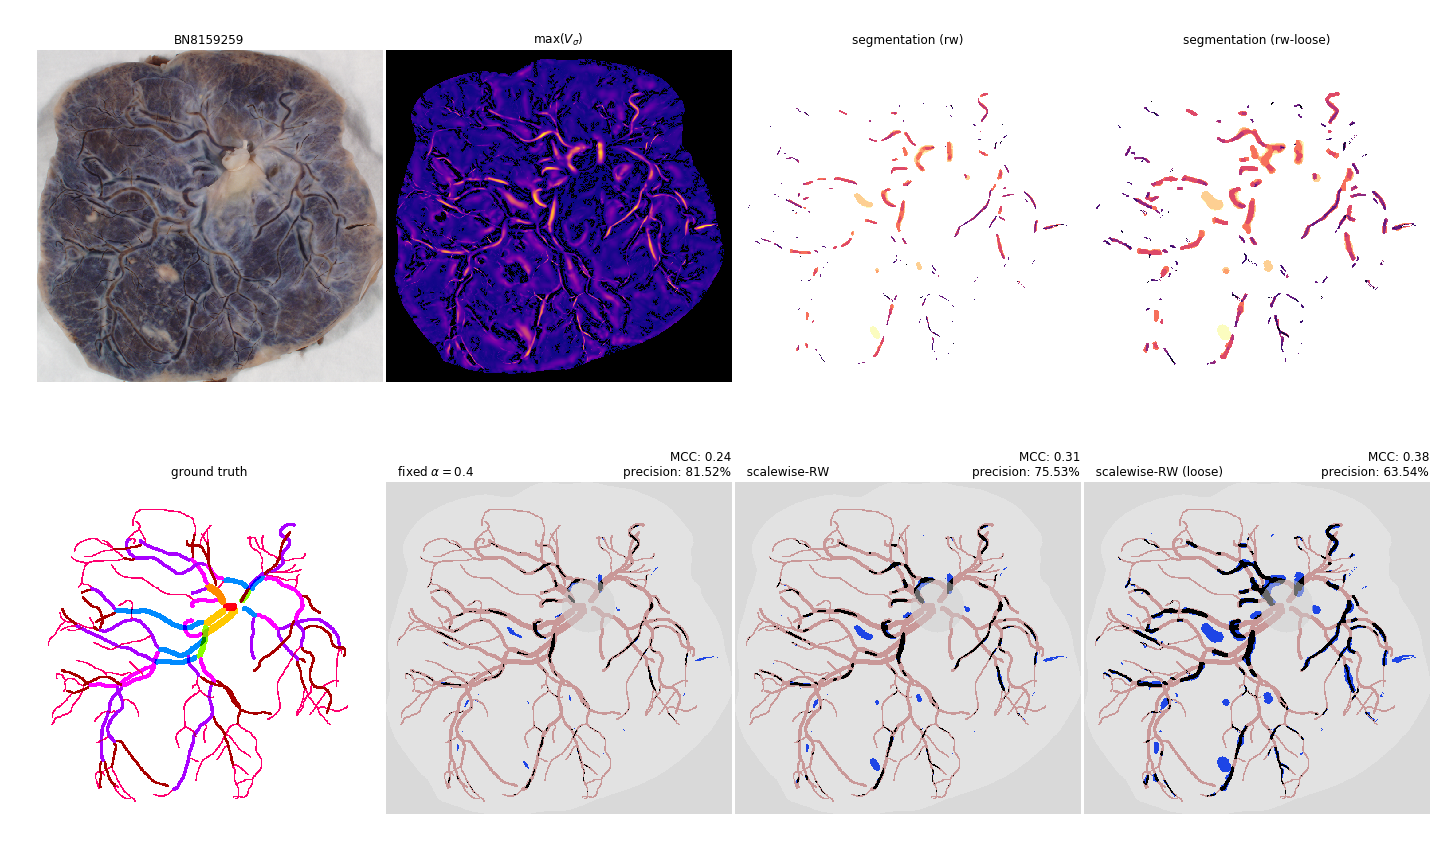 BN8159259
max(V_σ)
segmentation (rw)
segmentation (rw-loose)
ground truth
fixed α = 0.4
MCC: 0.24
precision: 81.52%
scalewise-RW
MCC: 0.31
precision: 75.53%
scalewise-RW (loose)
MCC: 0.38
precision: 63.54%